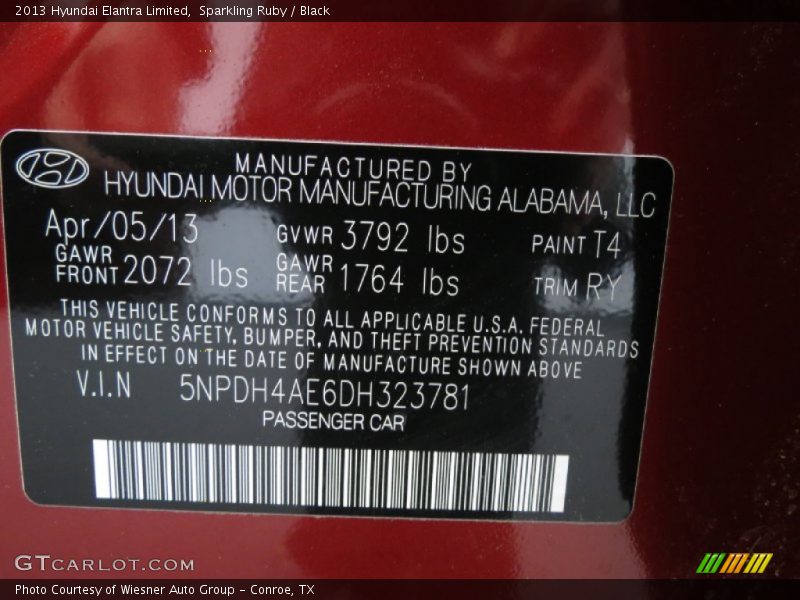 2013 Hyundai Elantra Limited, Sparkling Ruby / Black
MANUFACTURED BY
HYUNDAI MOTOR MANUFACTURING ALABAMA, LLC
Apr/05/13 GVWR 3792 lbs PAINT T4
GAWR FRONT 2072 lbs GAWR REAR 1764 lbs TRIM RY
THIS VEHICLE CONFORMS TO ALL APPLICABLE U.S.A. FEDERAL
MOTOR VEHICLE SAFETY, BUMPER, AND THEFT PREVENTION STANDARDS
IN EFFECT ON THE DATE OF MANUFACTURE SHOWN ABOVE
V.I.N 5NPDH4AE6DH323781
PASSENGER CAR
GTCARLOT.COM
Photo Courtesy of Wiesner Auto Group - Conroe, TX